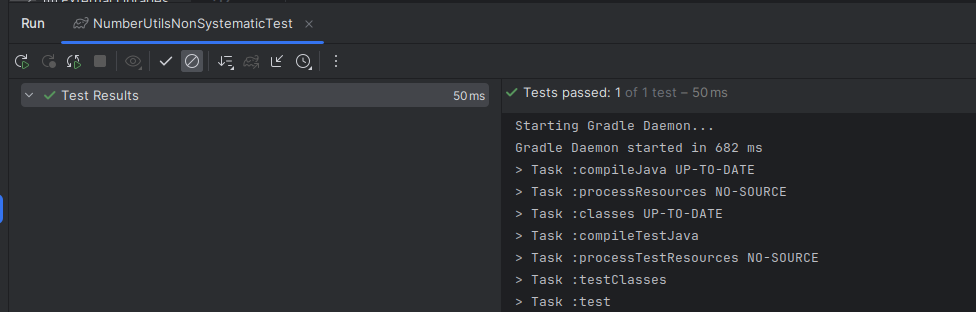 Run
NumberUtilsNonSystematicTest
Test Results
50 ms
Tests passed: 1 of 1 test – 50 ms
Starting Gradle Daemon...
Gradle Daemon started in 682 ms
> Task :compileJava UP-TO-DATE
> Task :processResources NO-SOURCE
> Task :classes UP-TO-DATE
> Task :compileTestJava
> Task :processTestResources NO-SOURCE
> Task :testClasses
> Task :test